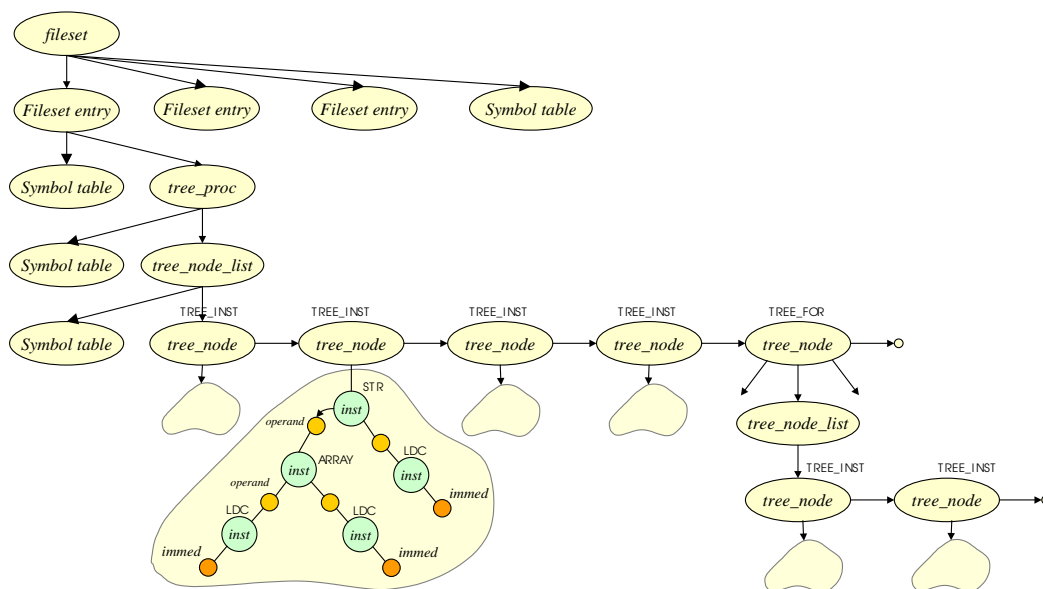 fileset
Fileset entry
Fileset entry
Fileset entry
Symbol table
Symbol table
tree_proc
Symbol table
tree_node_list
TREE_INST
TREE_INST
TREE_INST
TREE_INST
TREE_FOR
Symbol table
tree_node
tree_node
tree_node
tree_node
tree_node
STR
inst
operand
tree_node_list
ARRAY
LDC
inst
inst
operand
immed
TREE_INST
TREE_INST
tree_node
tree_node
LDC
LDC
inst
inst
immed
immed